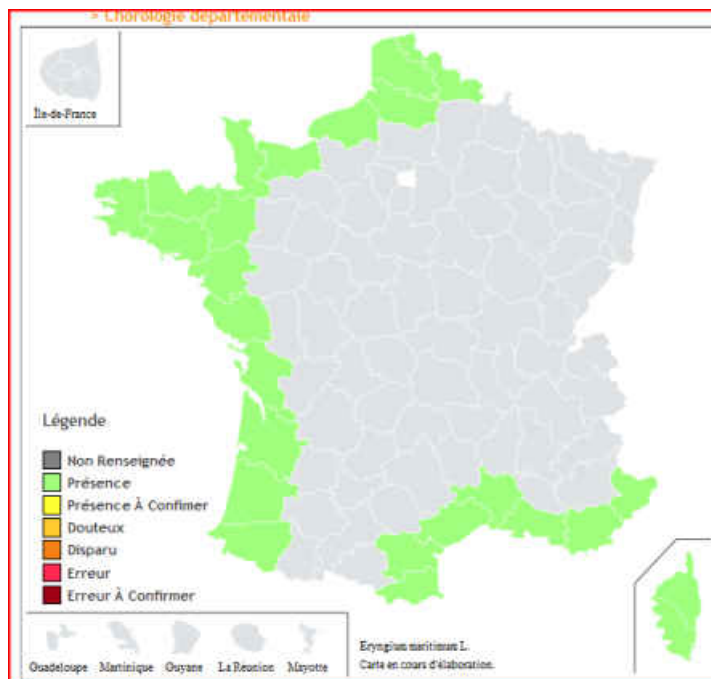 > Chorologie départementale
Île-de-France
Légende
Non Renseignée
Présence
Présence À Confimer
Douteux
Disparu
Erreur
Erreur À Confirmer
Guadeloupe Martinique Guyane La Réunion Mayotte
Eryngium maritimum L.
Carte en cours d'élaboration.